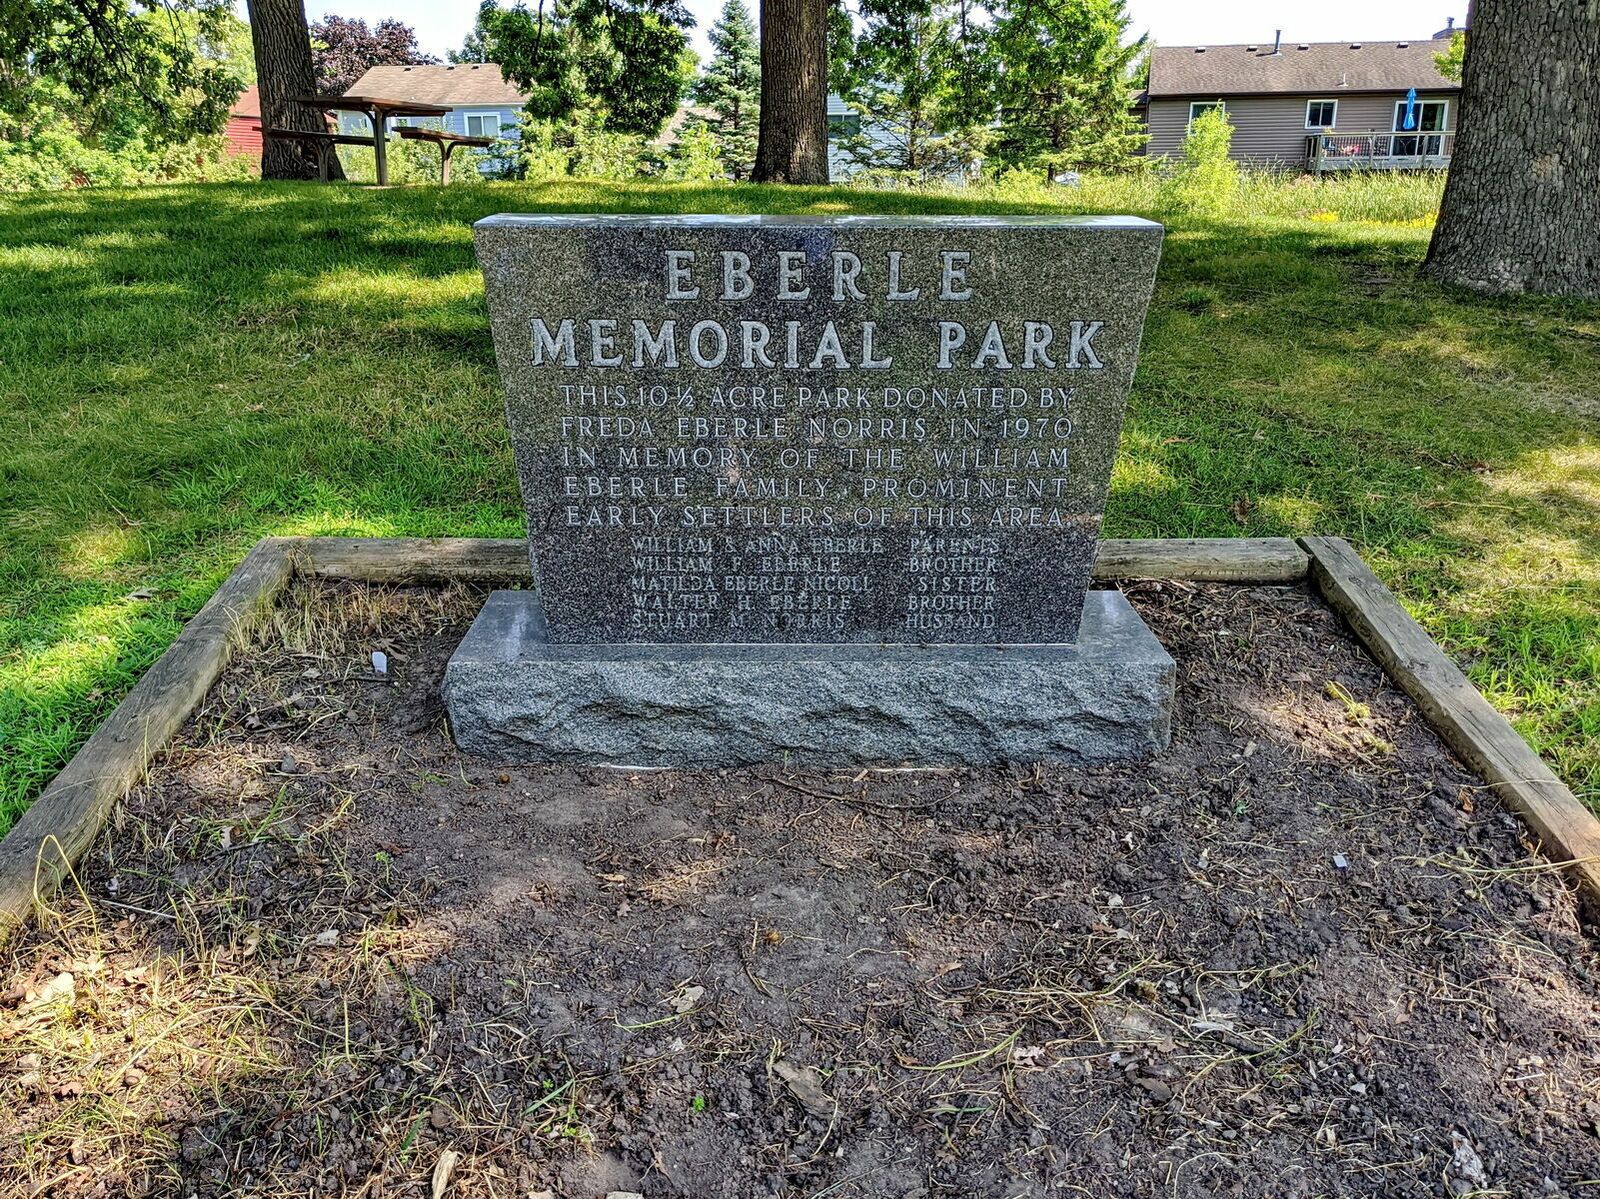 EBERLE
MEMORIAL PARK
THIS 10 ½ ACRE PARK DONATED BY
FREDA EBERLE NORRIS IN 1970
IN MEMORY OF THE WILLIAM
EBERLE FAMILY, PROMINENT
EARLY SETTLERS OF THIS AREA.
WILLIAM & ANNA EBERLE PARENTS
WILLIAM F EBERLE BROTHER
MATILDA EBERLE NICOLL SISTER
WALTER H EBERLE BROTHER
STUART M NORRIS HUSBAND